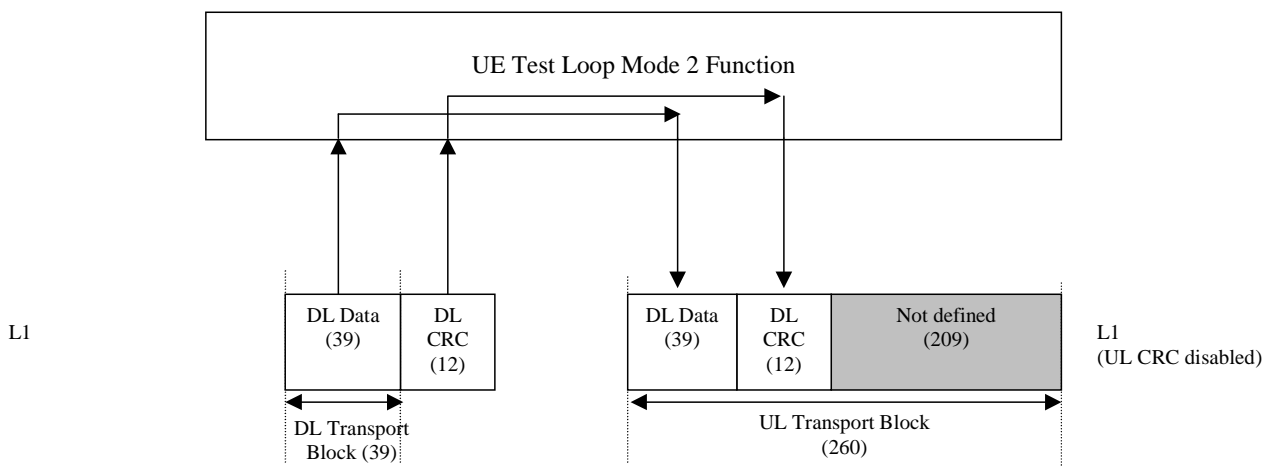 UE Test Loop Mode 2 Function
L1
DL Data
(39)
DL
CRC
(12)
DL Data
(39)
DL
CRC
(12)
Not defined
(209)
L1
(UL CRC disabled)
DL Transport
Block (39)
UL Transport Block
(260)